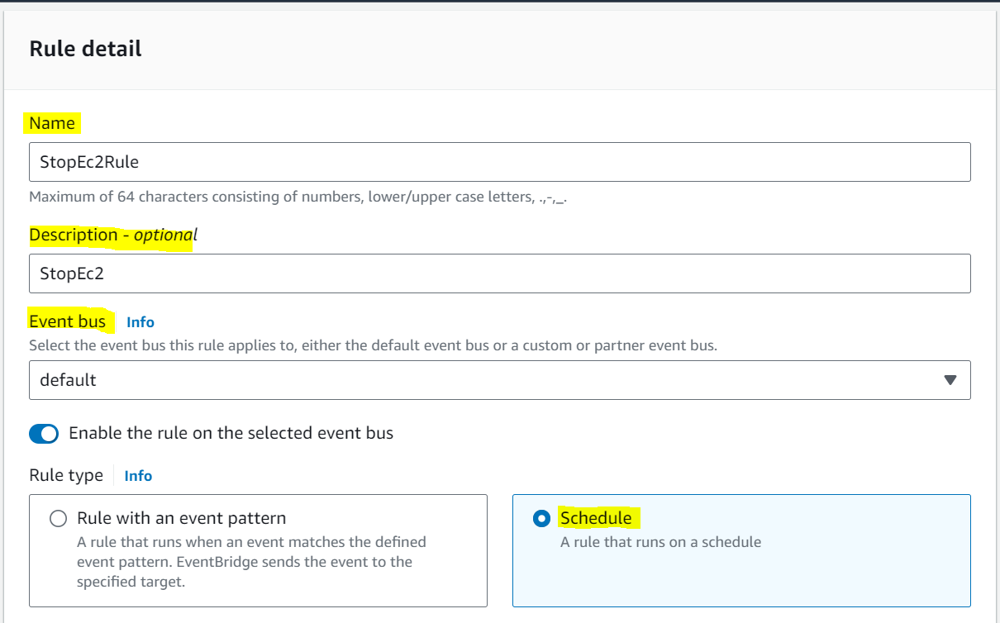 Rule detail
Name
StopEc2Rule
Maximum of 64 characters consisting of numbers, lower/upper case letters, .,-,_.
Description - optional
StopEc2
Event bus Info
Select the event bus this rule applies to, either the default event bus or a custom or partner event bus.
default
Enable the rule on the selected event bus
Rule type Info
Rule with an event pattern
A rule that runs when an event matches the defined
event pattern. EventBridge sends the event to the
specified target.
Schedule
A rule that runs on a schedule